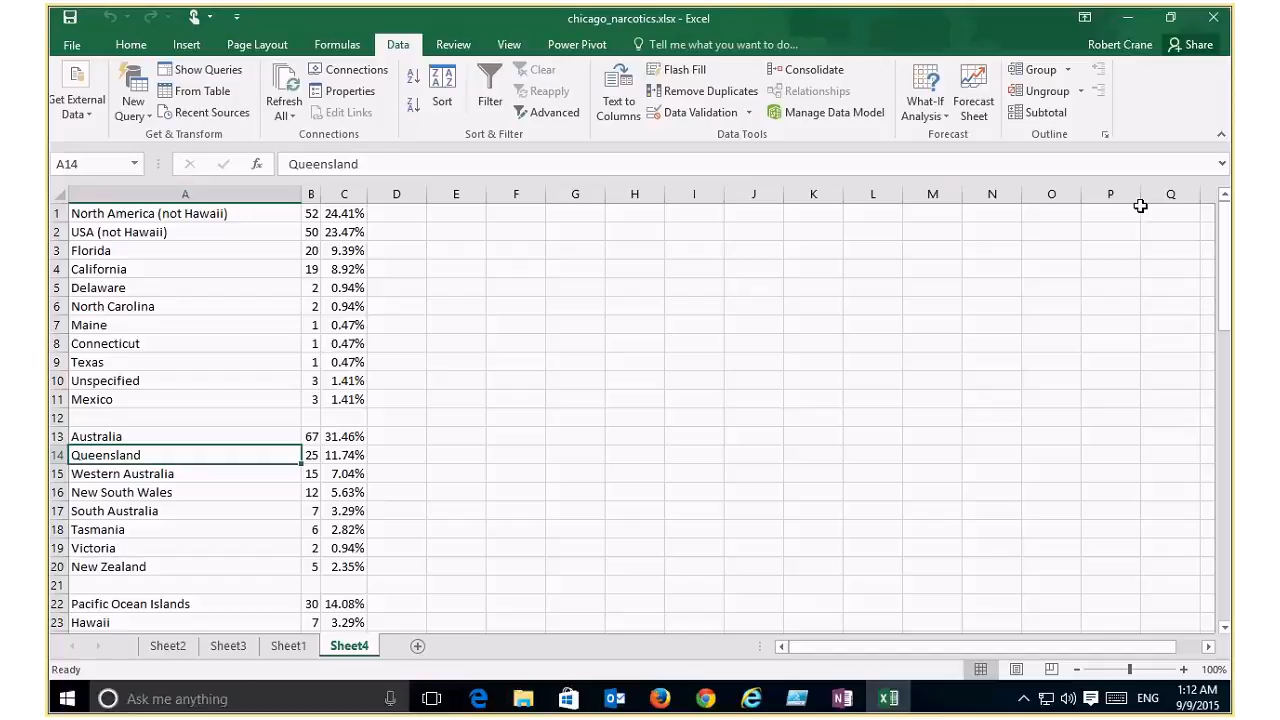 chicago_narcotics.xlsx - Excel
File Home Insert Page Layout Formulas Data Review View Power Pivot Tell me what you want to do... Robert Crane Share
Get External Data
New Query
Show Queries
From Table
Recent Sources
Get & Transform
Refresh All
Connections
Properties
Edit Links
Connections
Sort
Filter
Clear
Reapply
Advanced
Sort & Filter
Text to Columns
Flash Fill
Remove Duplicates
Data Validation
Consolidate
Relationships
Manage Data Model
Data Tools
What-If Analysis
Forecast Sheet
Forecast
Group
Ungroup
Subtotal
Outline
A14 fx Queensland
A B C D E F G H I J K L M N O P Q
1 North America (not Hawaii) 52 24.41%
2 USA (not Hawaii) 50 23.47%
3 Florida 20 9.39%
4 California 19 8.92%
5 Delaware 2 0.94%
6 North Carolina 2 0.94%
7 Maine 1 0.47%
8 Connecticut 1 0.47%
9 Texas 1 0.47%
10 Unspecified 3 1.41%
11 Mexico 3 1.41%
12
13 Australia 67 31.46%
14 Queensland 25 11.74%
15 Western Australia 15 7.04%
16 New South Wales 12 5.63%
17 South Australia 7 3.29%
18 Tasmania 6 2.82%
19 Victoria 2 0.94%
20 New Zealand 5 2.35%
21
22 Pacific Ocean Islands 30 14.08%
23 Hawaii 7 3.29%
Sheet2 Sheet3 Sheet1 Sheet4
Ready 100%
Ask me anything ENG 1:12 AM
9/9/2015